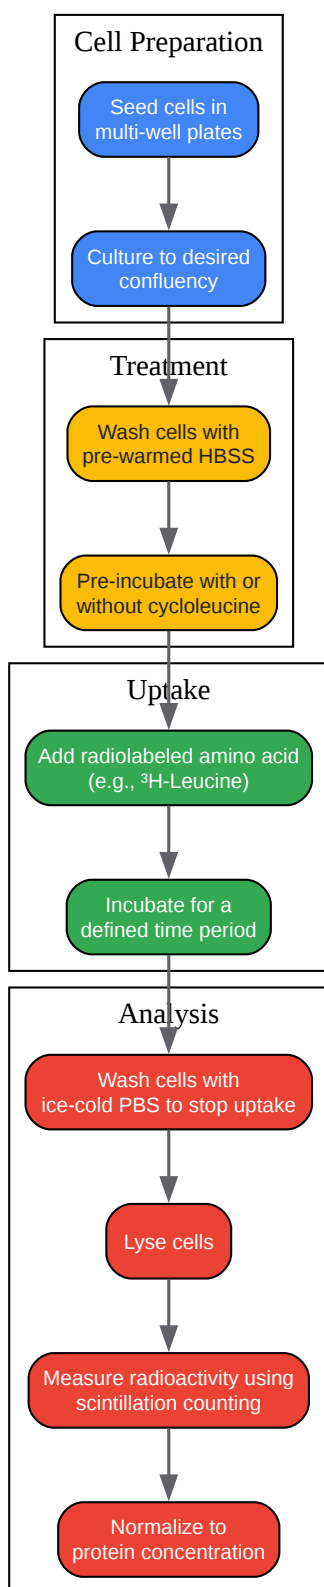 Cell Preparation
Seed cells in
multi-well plates
Culture to desired
confluency
Treatment
Wash cells with
pre-warmed HBSS
Pre-incubate with or
without cycloleucine
Uptake
Add radiolabeled amino acid
(e.g., ³H-Leucine)
Incubate for a
defined time period
Analysis
Wash cells with
ice-cold PBS to stop uptake
Lyse cells
Measure radioactivity using
scintillation counting
Normalize to
protein concentration